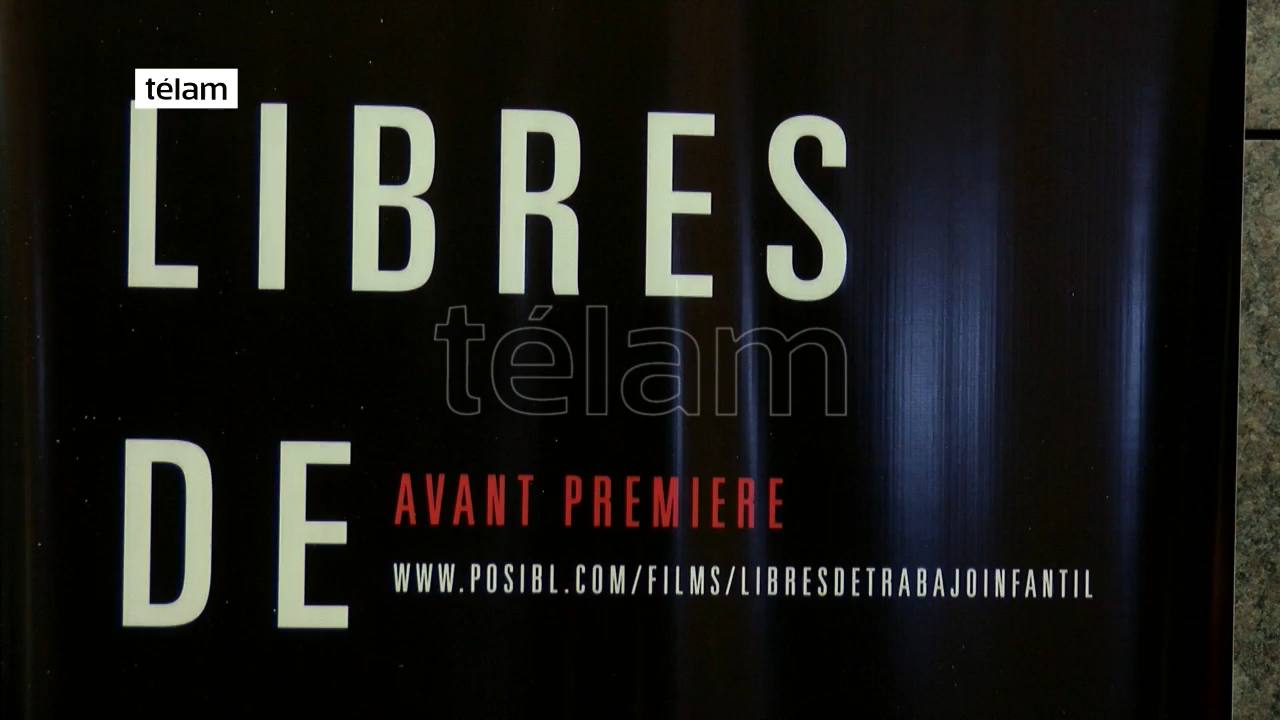 télam
LIBRES
télam
DE
AVANT PREMIERE
WWW.POSIBL.COM/FILMS/LIBRESDETRABAJOINFANTIL